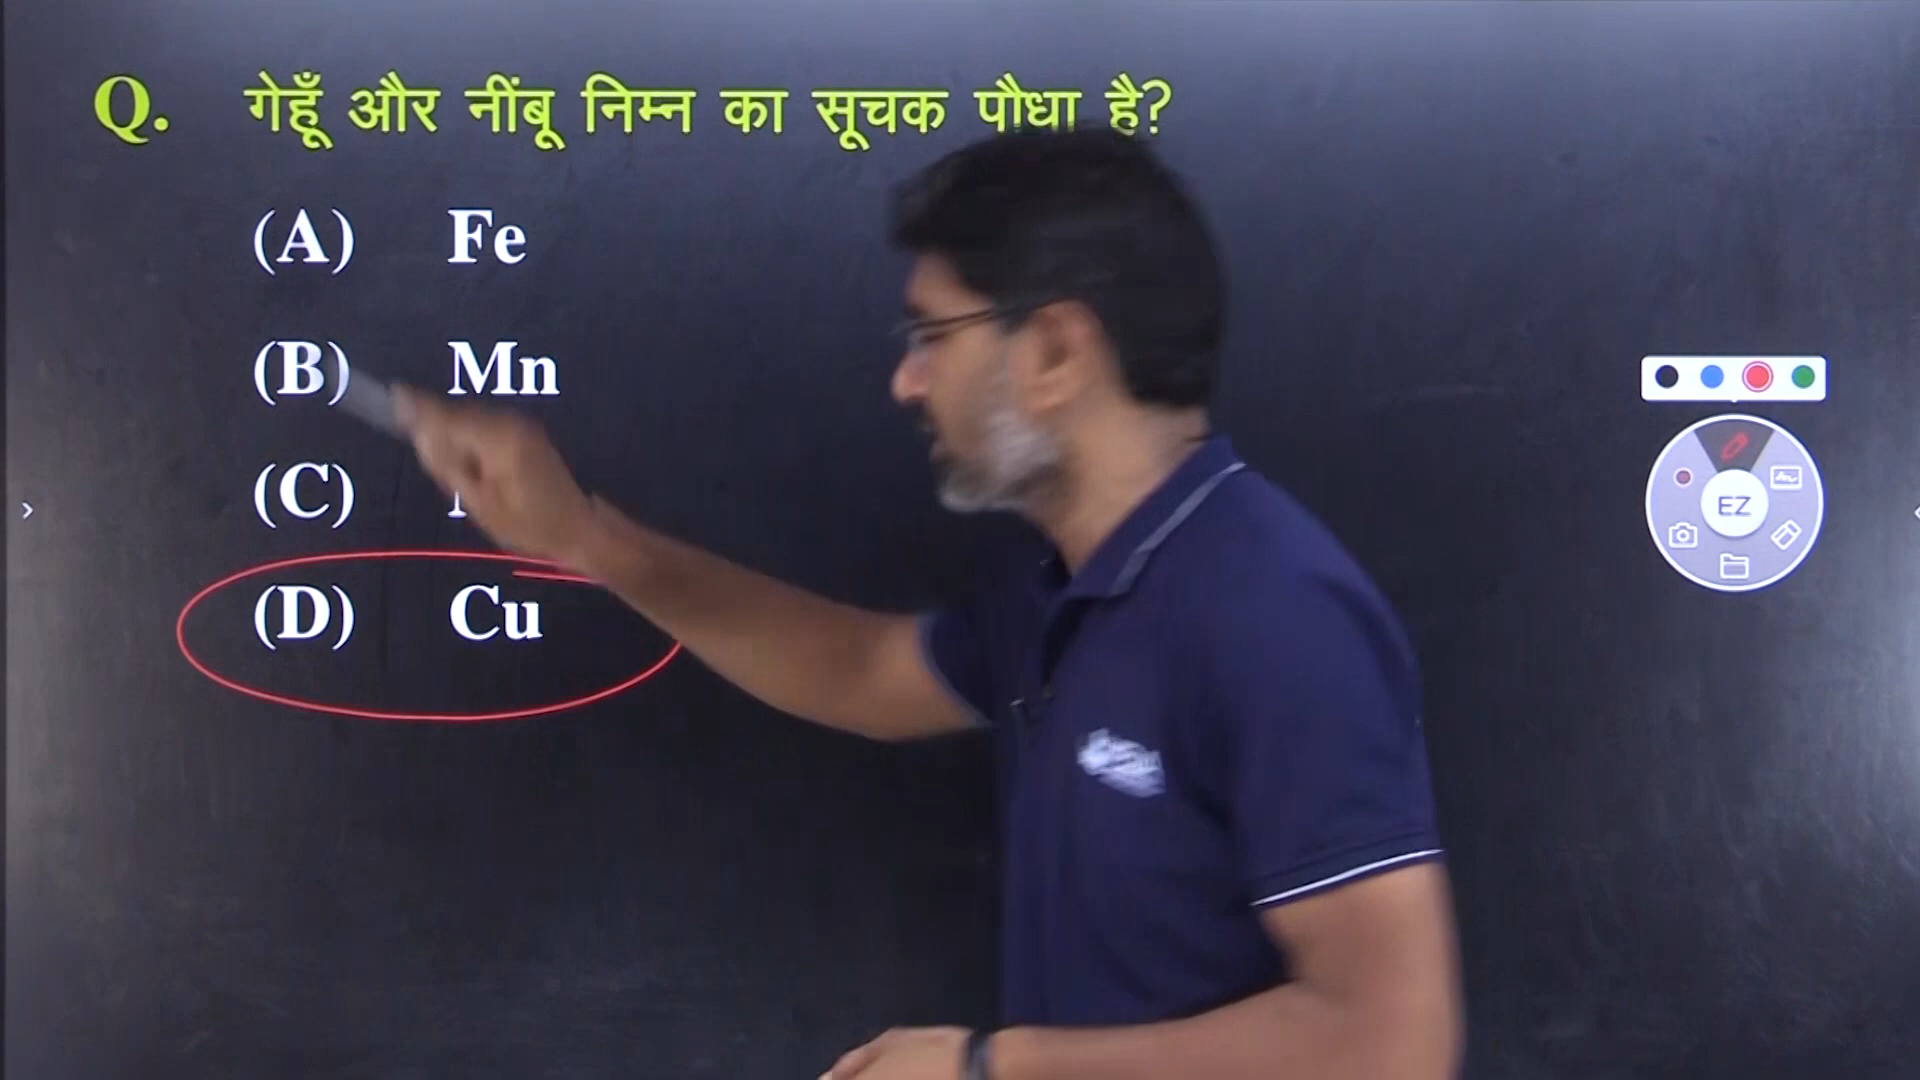 Q. गेहूँ और नींबू निम्न का सूचक पौधा है?
(A) Fe
(B) Mn
(C)
(D) Cu
EZ